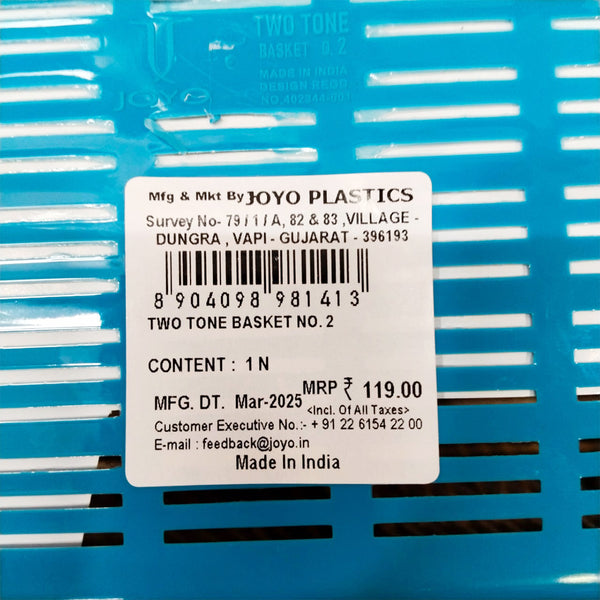 TWO TONE
BASKET NO. 2
JOYO
MADE IN INDIA
DESIGN REGD.
Mfg & Mkt By JOYO PLASTICS
Survey No- 79 / 1 / A, 82 & 83 ,VILLAGE -
DUNGRA , VAPI - GUJARAT - 396193
8 904098 981413
TWO TONE BASKET NO. 2
CONTENT : 1 N
MFG. DT. Mar-2025 MRP ₹ 119.00
<Incl. Of All Taxes>
Customer Executive No.:- + 91 22 6154 22 00
E-mail : feedback@joyo.in
Made In India